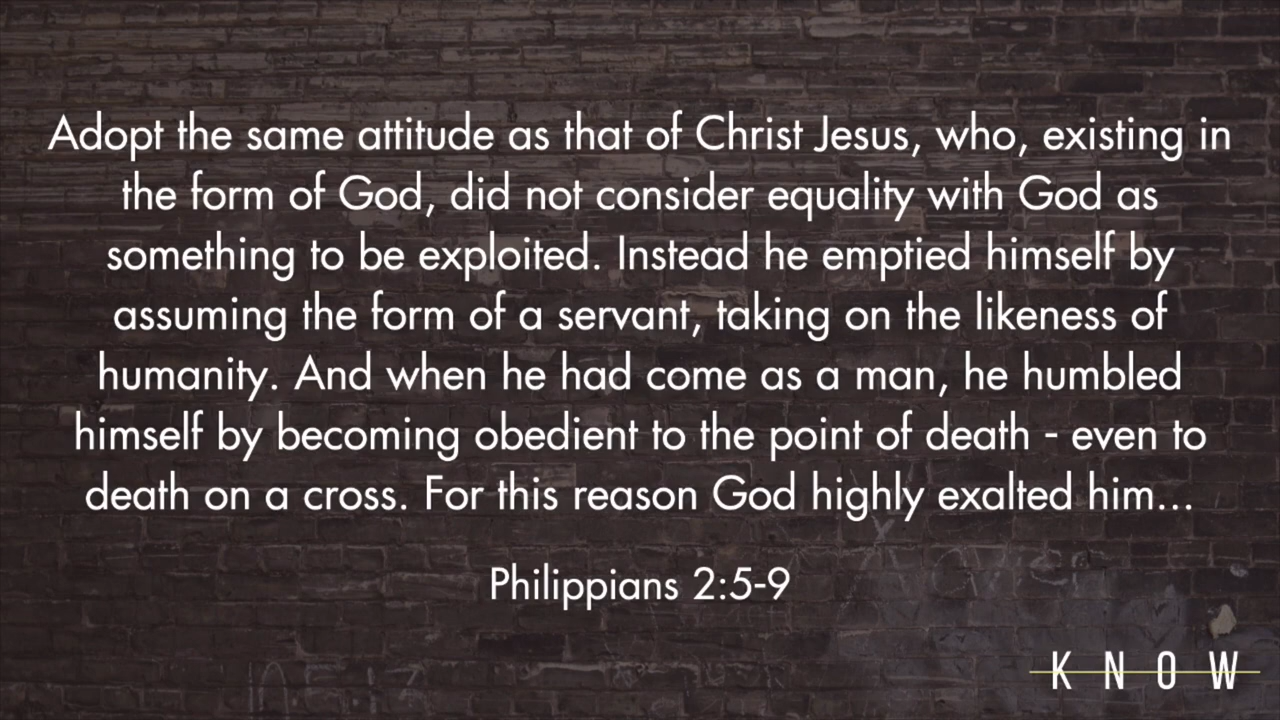 Adopt the same attitude as that of Christ Jesus, who, existing in
the form of God, did not consider equality with God as
something to be exploited. Instead he emptied himself by
assuming the form of a servant, taking on the likeness of
humanity. And when he had come as a man, he humbled
himself by becoming obedient to the point of death - even to
death on a cross. For this reason God highly exalted him...
Philippians 2:5-9
KNOW